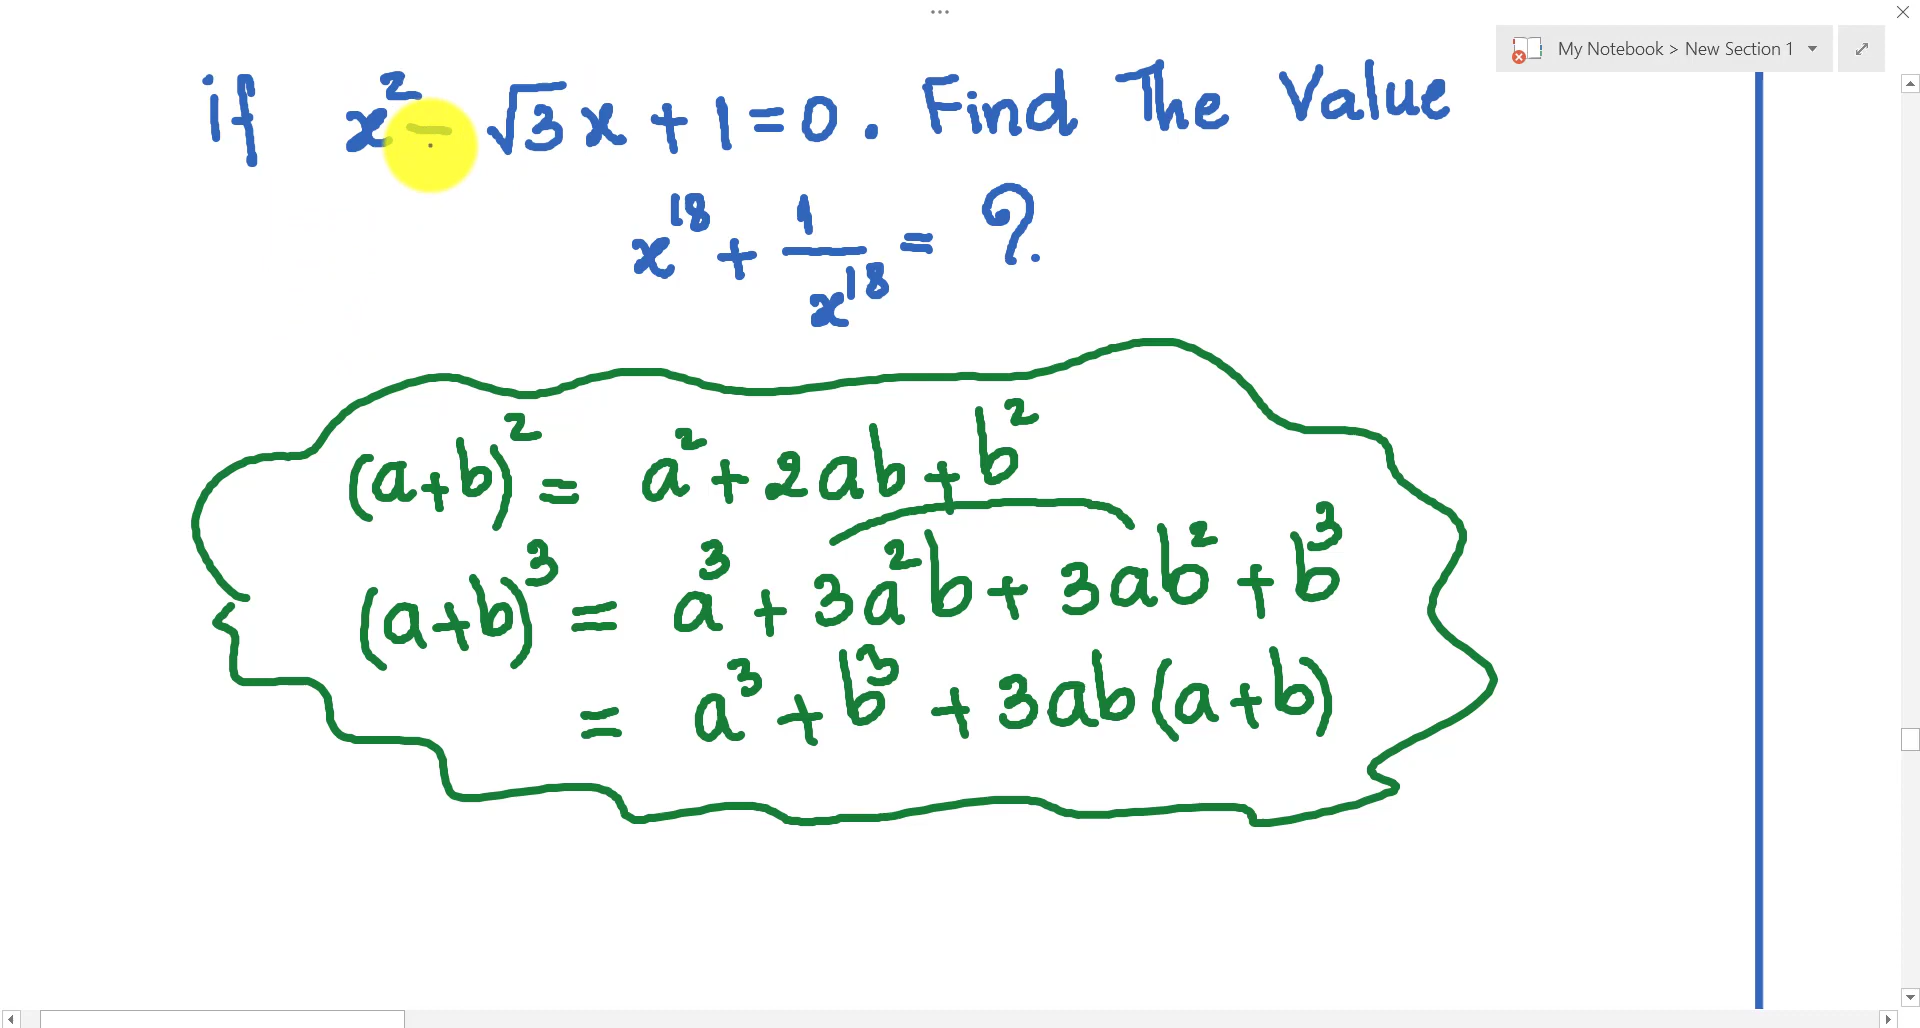 ...
My Notebook > New Section 1
if x² - √3x + 1 = 0. Find The Value
x¹⁸ + 1/x¹⁸ = ?
(a+b)² = a² + 2ab + b²
(a+b)³ = a³ + 3a²b + 3ab² + b³
= a³ + b³ + 3ab(a+b)